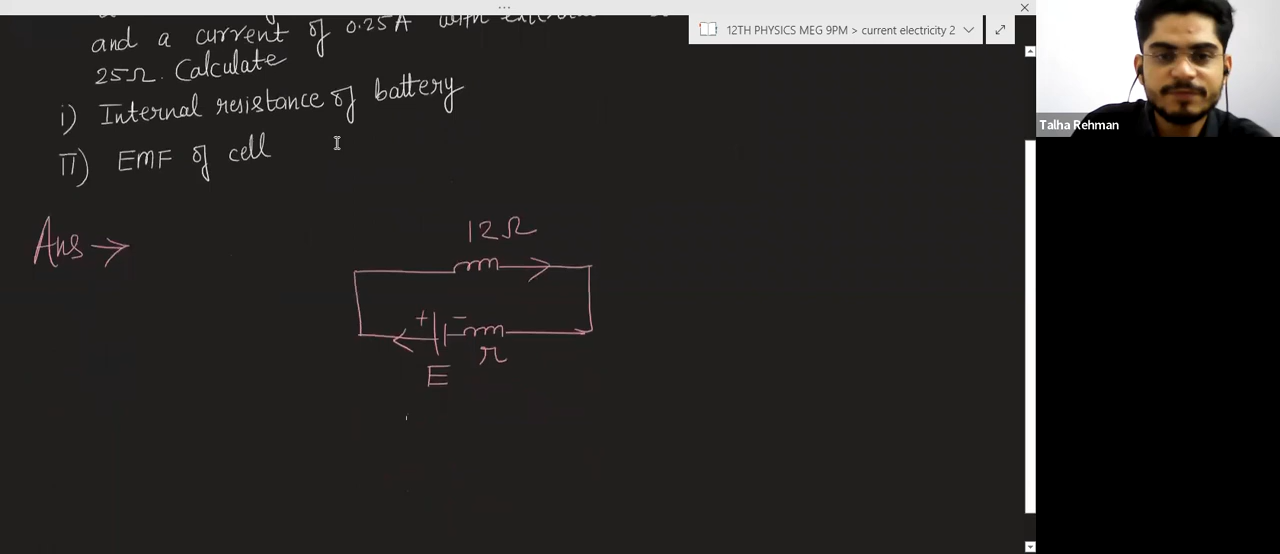 and a current of 0.25A with
25Ω. Calculate
i) Internal resistance of battery
II) EMF of cell
Ans →
12Ω
+ −
r
E
12TH PHYSICS MEG 9PM > current electricity 2
Talha Rehman